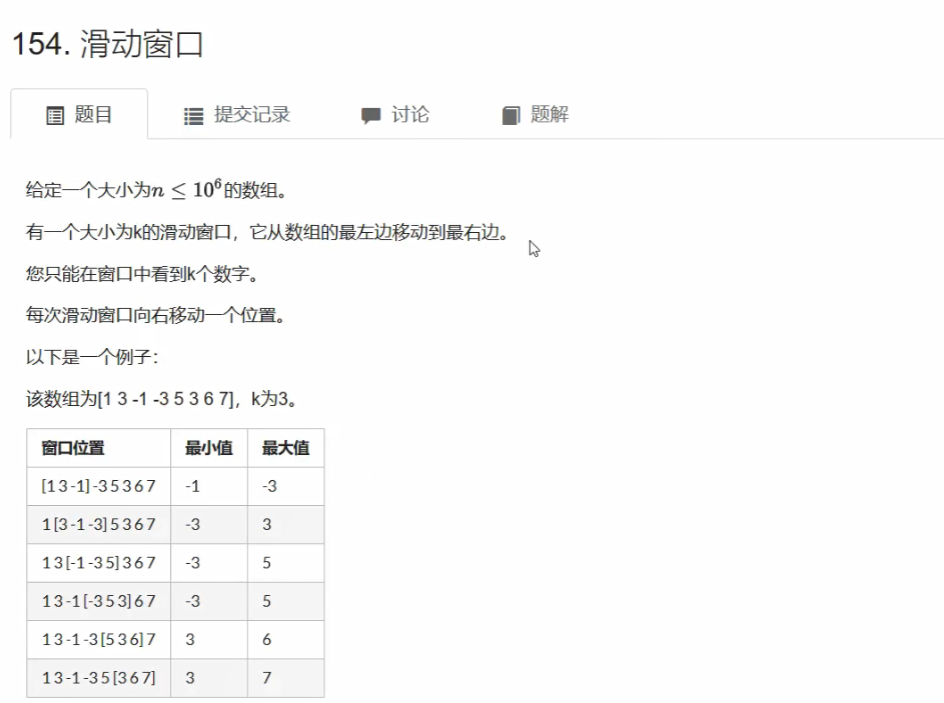 154. 滑动窗口
题目 提交记录 讨论 题解
给定一个大小为n ≤ 10⁶的数组。
有一个大小为k的滑动窗口，它从数组的最左边移动到最右边。
您只能在窗口中看到k个数字。
每次滑动窗口向右移动一个位置。
以下是一个例子：
该数组为[1 3 -1 -3 5 3 6 7]，k为3。
窗口位置 最小值 最大值
[1 3 -1] -3 5 3 6 7 -1 -3
1 [3 -1 -3] 5 3 6 7 -3 3
1 3 [-1 -3 5] 3 6 7 -3 5
1 3 -1 [-3 5 3] 6 7 -3 5
1 3 -1 -3 [5 3 6] 7 3 6
1 3 -1 -3 5 [3 6 7] 3 7